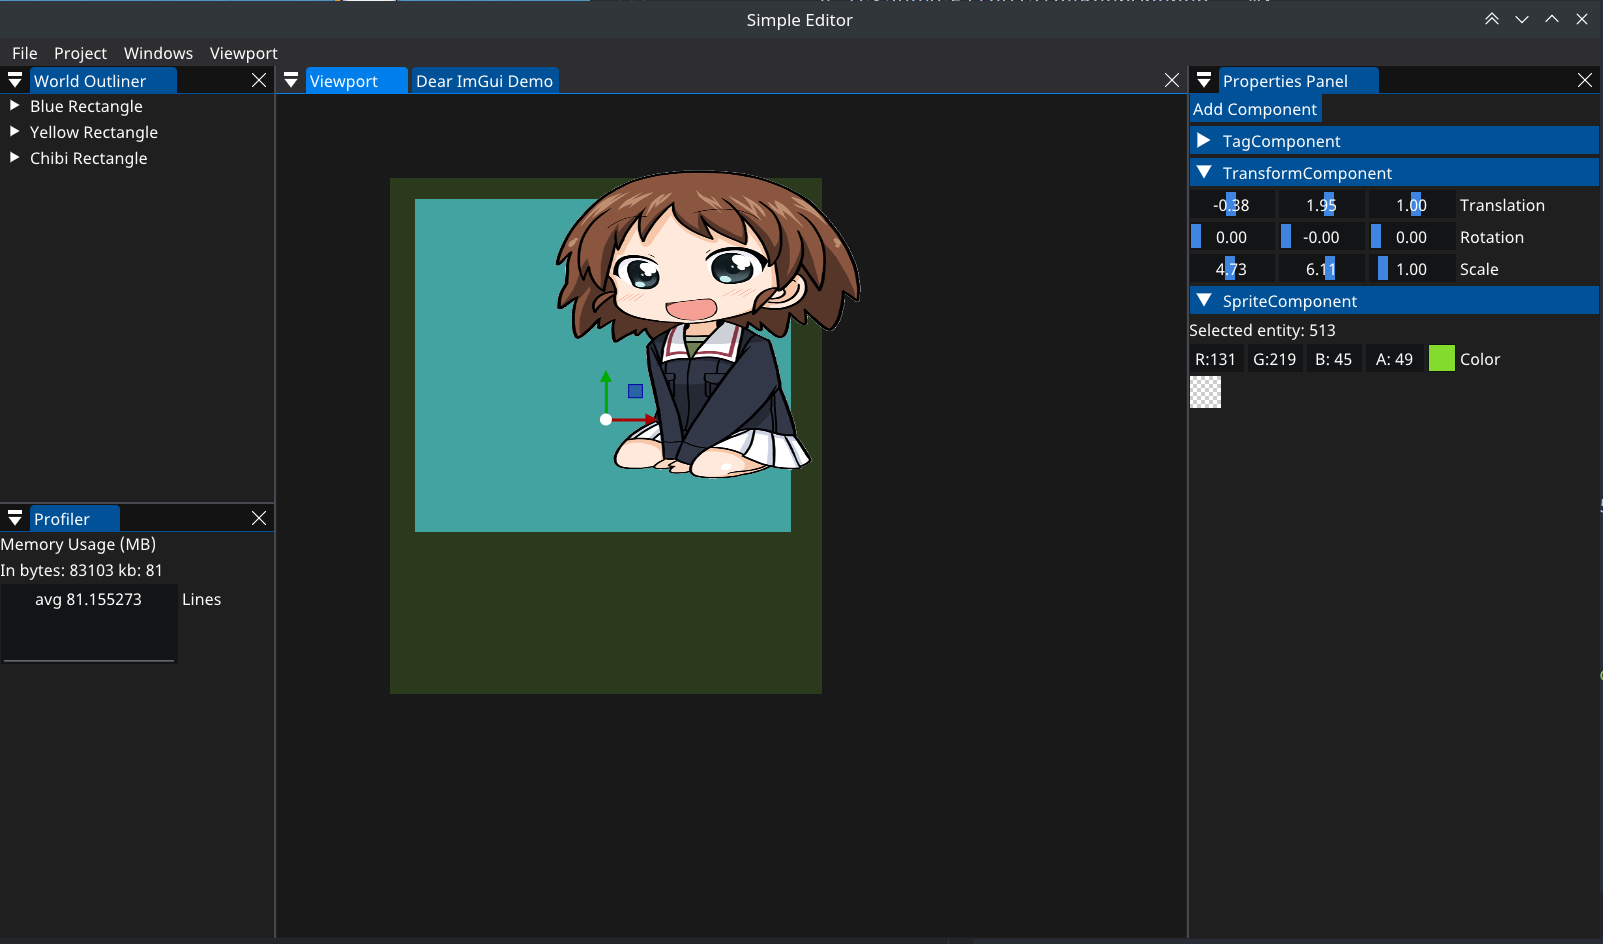 Simple Editor
File Project Windows Viewport
World Outliner
Blue Rectangle
Yellow Rectangle
Chibi Rectangle
Profiler
Memory Usage (MB)
In bytes: 83103 kb: 81
avg 81.155273 Lines
Viewport Dear ImGui Demo
Properties Panel
Add Component
TagComponent
TransformComponent
-0.38 1.95 1.00 Translation
0.00 -0.00 0.00 Rotation
4.73 6.11 1.00 Scale
SpriteComponent
Selected entity: 513
R:131 G:219 B: 45 A: 49 Color